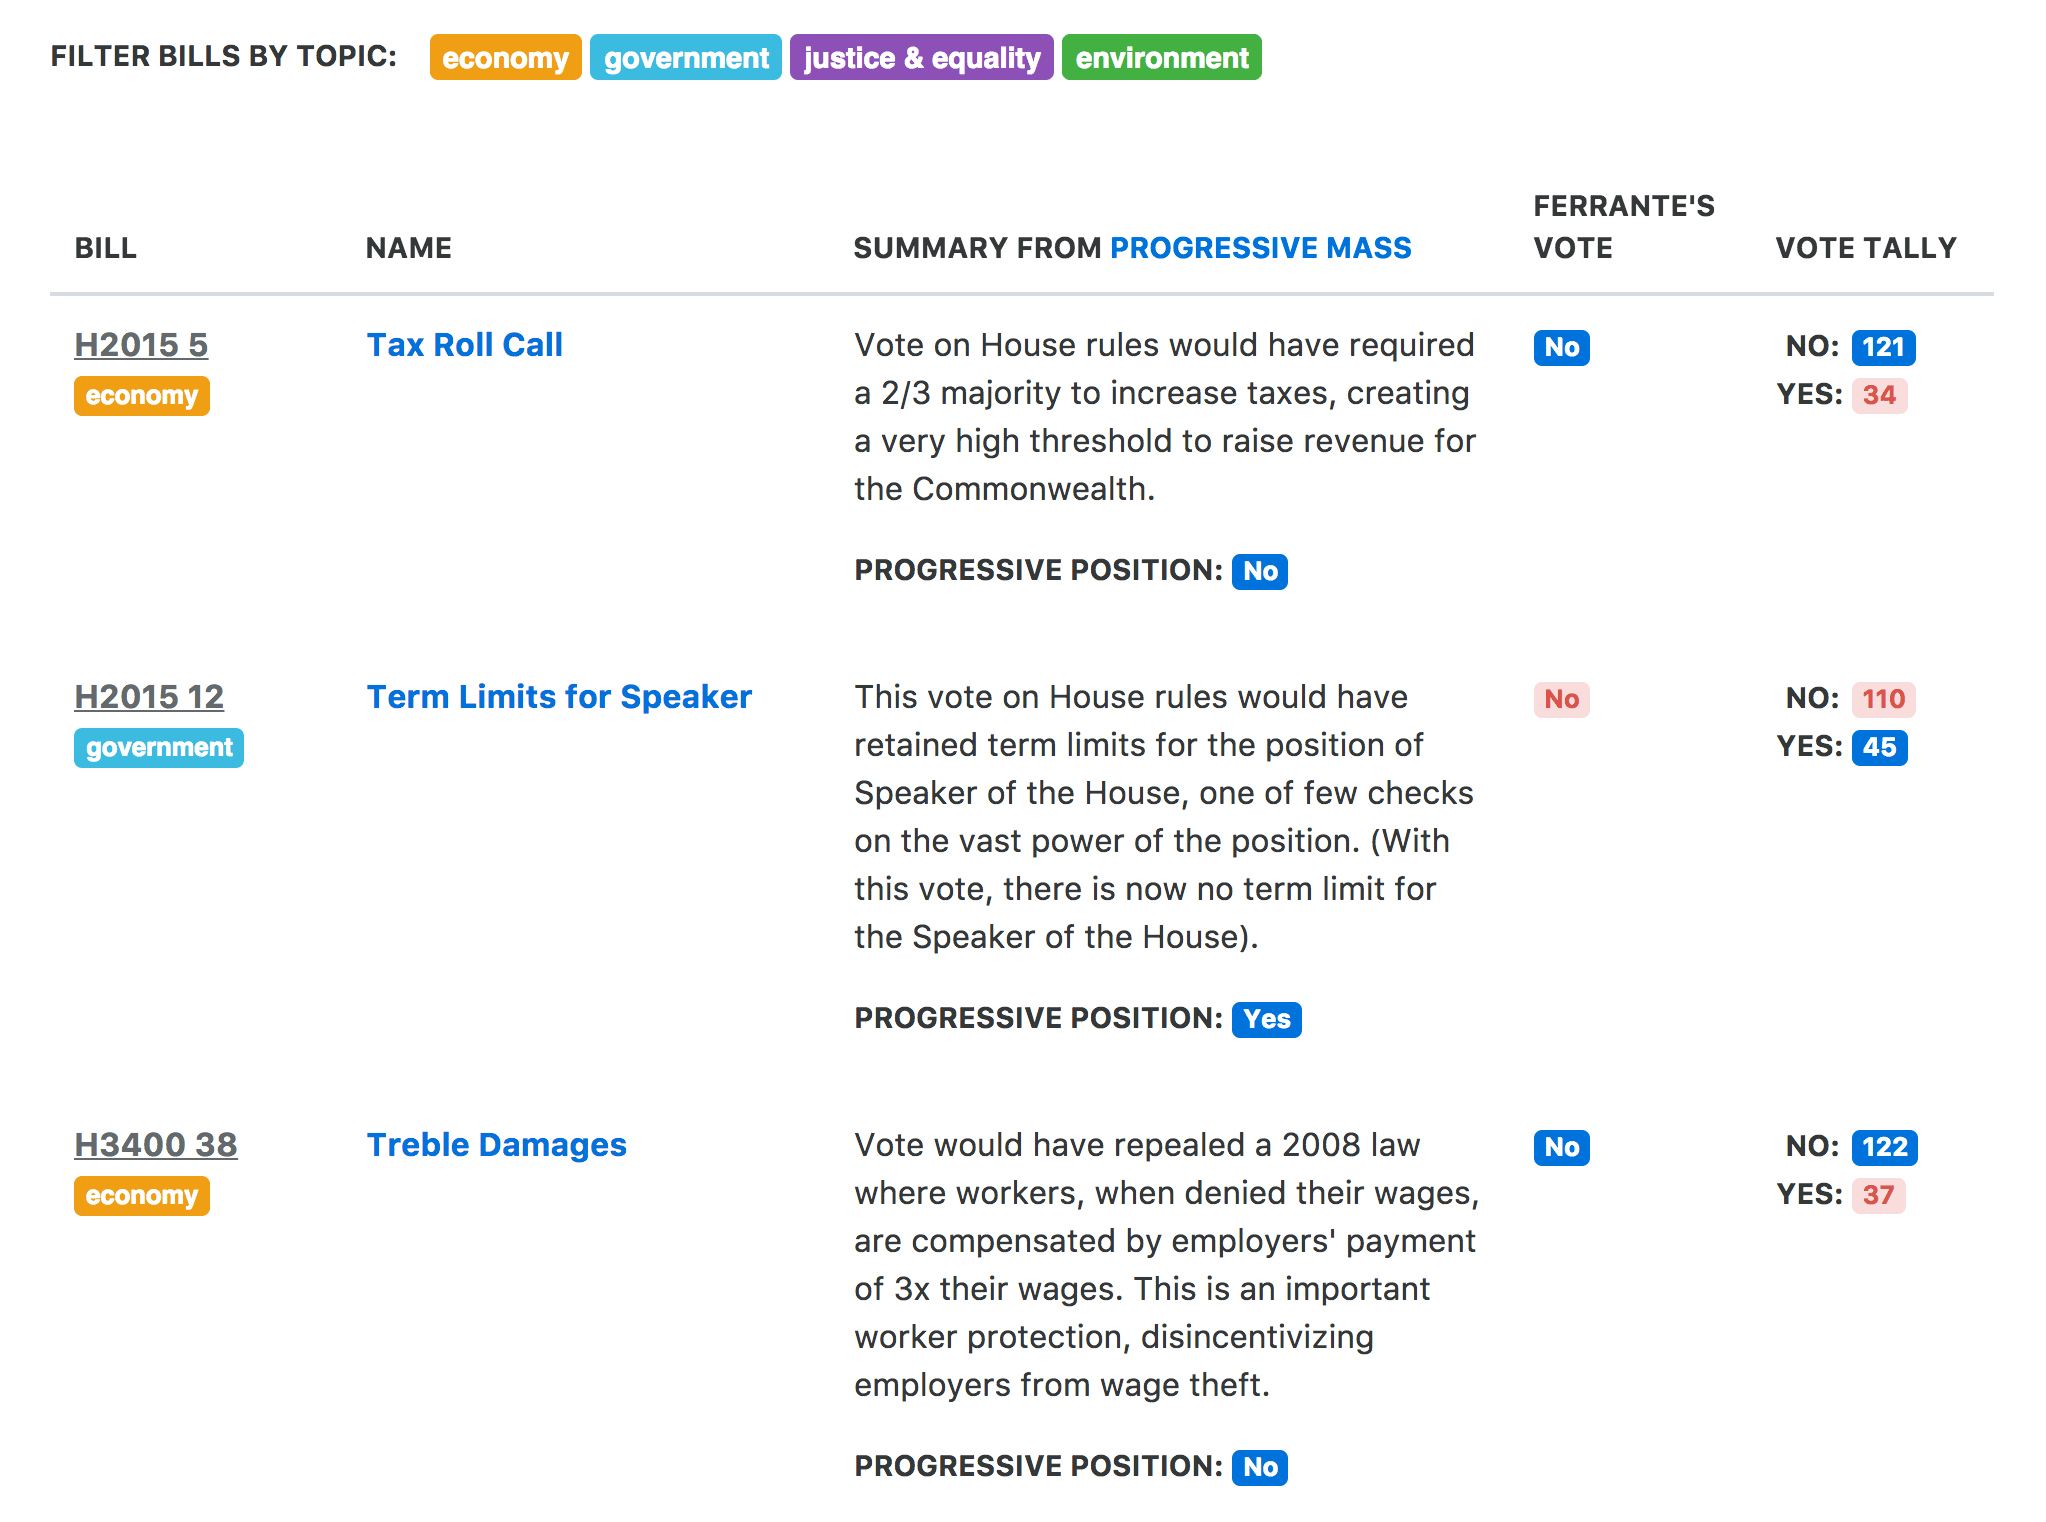 FILTER BILLS BY TOPIC: economy government justice & equality environment
BILL NAME SUMMARY FROM PROGRESSIVE MASS FERRANTE'S VOTE VOTE TALLY
H2015 5 Tax Roll Call Vote on House rules would have required No NO: 121
economy a 2/3 majority to increase taxes, creating YES: 34
a very high threshold to raise revenue for
the Commonwealth.
PROGRESSIVE POSITION: No
H2015 12 Term Limits for Speaker This vote on House rules would have No NO: 110
government retained term limits for the position of YES: 45
Speaker of the House, one of few checks
on the vast power of the position. (With
this vote, there is now no term limit for
the Speaker of the House).
PROGRESSIVE POSITION: Yes
H3400 38 Treble Damages Vote would have repealed a 2008 law No NO: 122
economy where workers, when denied their wages, YES: 37
are compensated by employers' payment
of 3x their wages. This is an important
worker protection, disincentivizing
employers from wage theft.
PROGRESSIVE POSITION: No